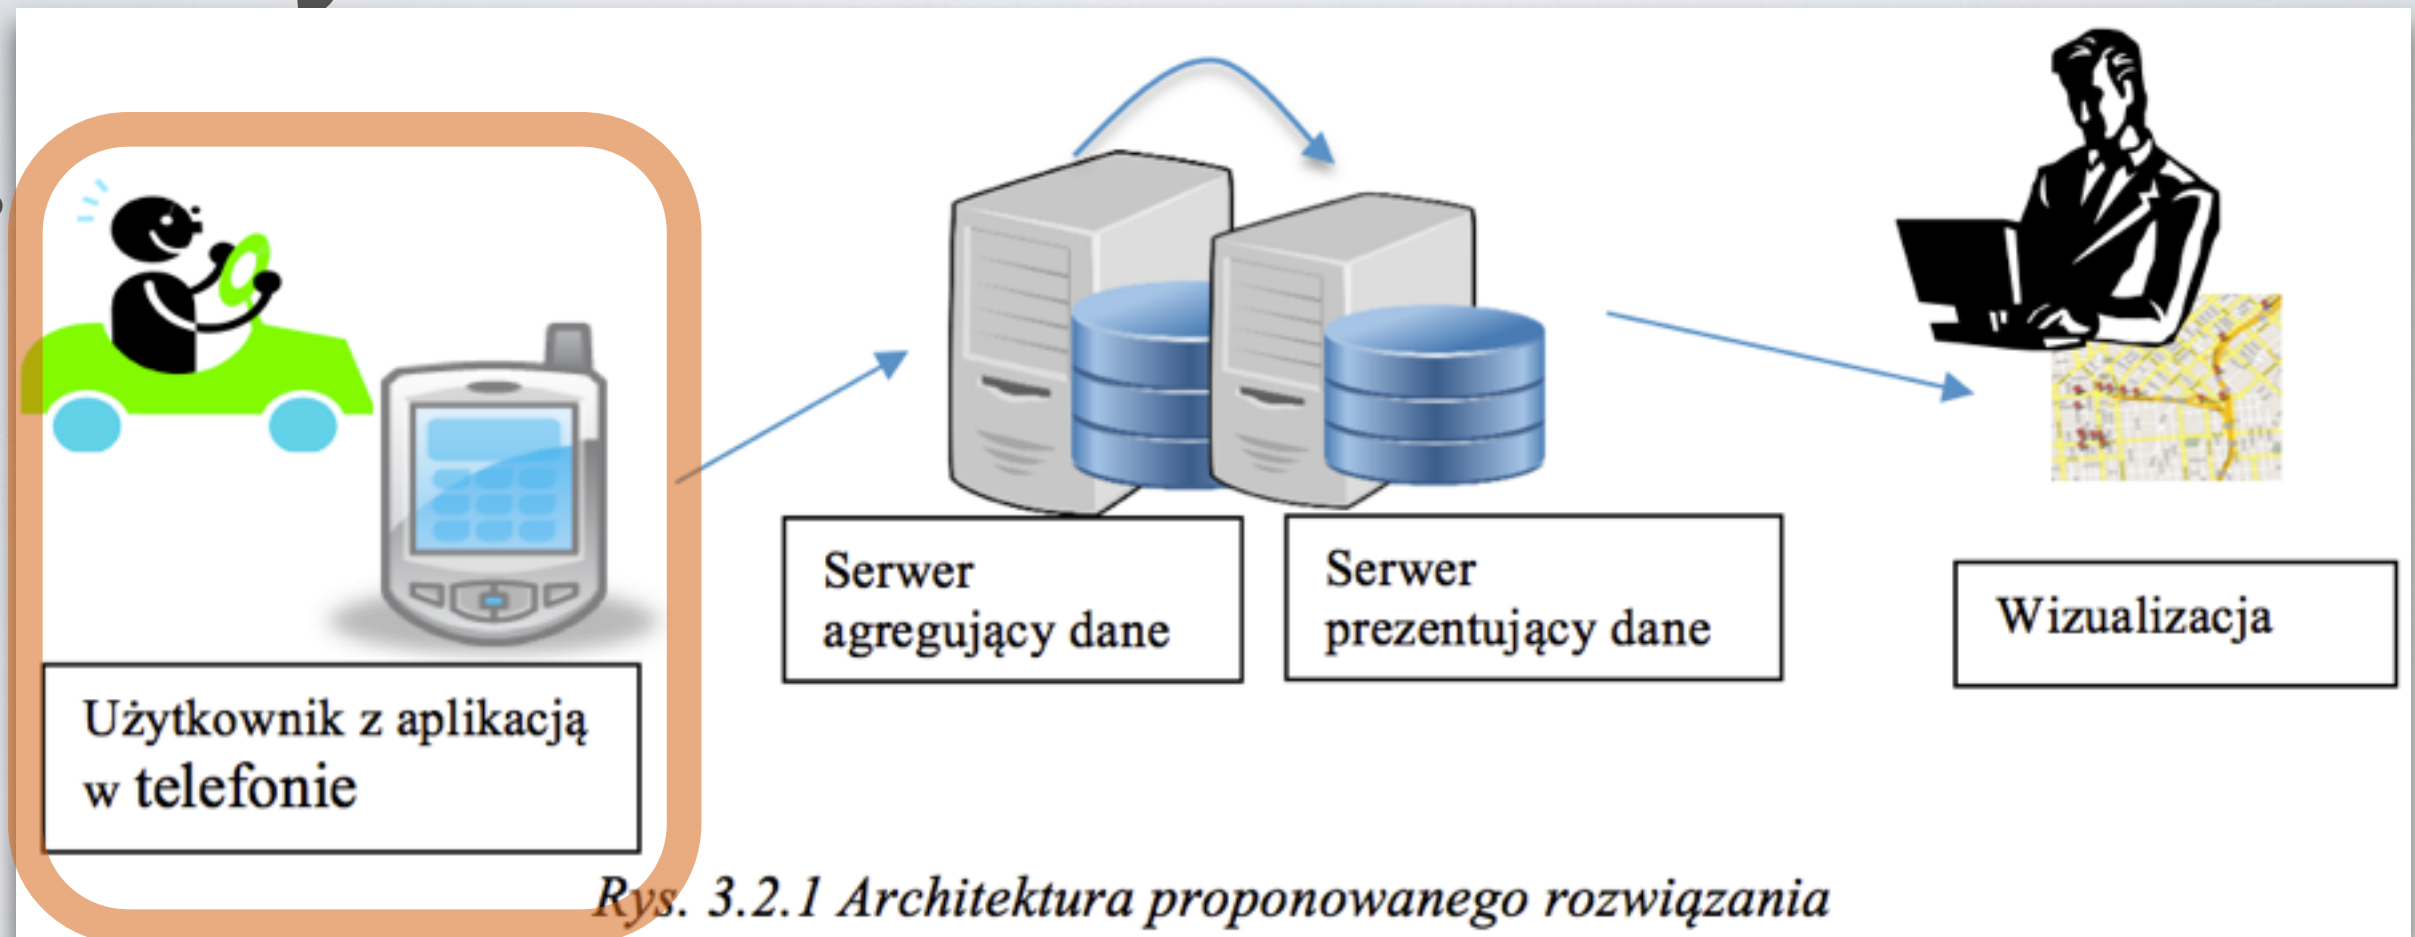 Użytkownik z aplikacją
w telefonie
Serwer
agregujący dane
Serwer
prezentujący dane
Wizualizacja
Rys. 3.2.1 Architektura proponowanego rozwiązania